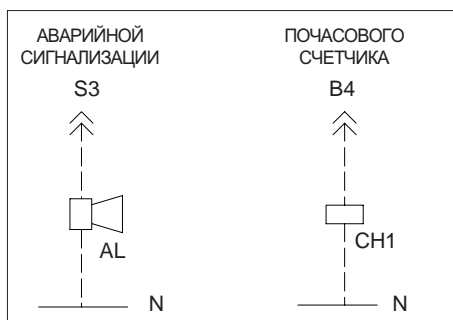 АВАРИЙНОЙ
СИГНАЛИЗАЦИИ
S3
AL
N
ПОЧАСОВОГО
СЧЕТЧИКА
B4
CH1
N